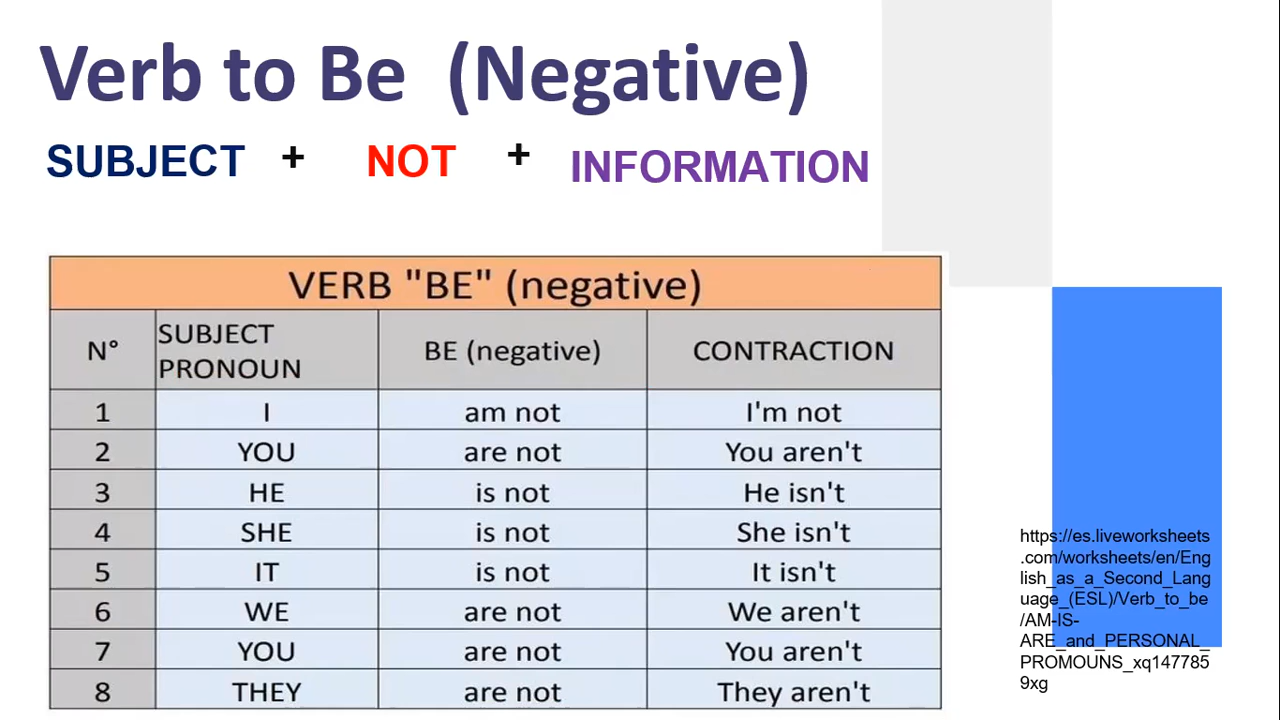 Verb to Be (Negative)
SUBJECT + NOT + INFORMATION
VERB "BE" (negative)
N° SUBJECT PRONOUN BE (negative) CONTRACTION
1 I am not I'm not
2 YOU are not You aren't
3 HE is not He isn't
4 SHE is not She isn't
5 IT is not It isn't
6 WE are not We aren't
7 YOU are not You aren't
8 THEY are not They aren't
https://es.liveworksheets
.com/worksheets/en/Eng
lish_as_a_Second_Lang
uage_(ESL)/Verb_to_be
/AM-IS-
ARE_and_PERSONAL_
PROMOUNS_xq147785
9xg